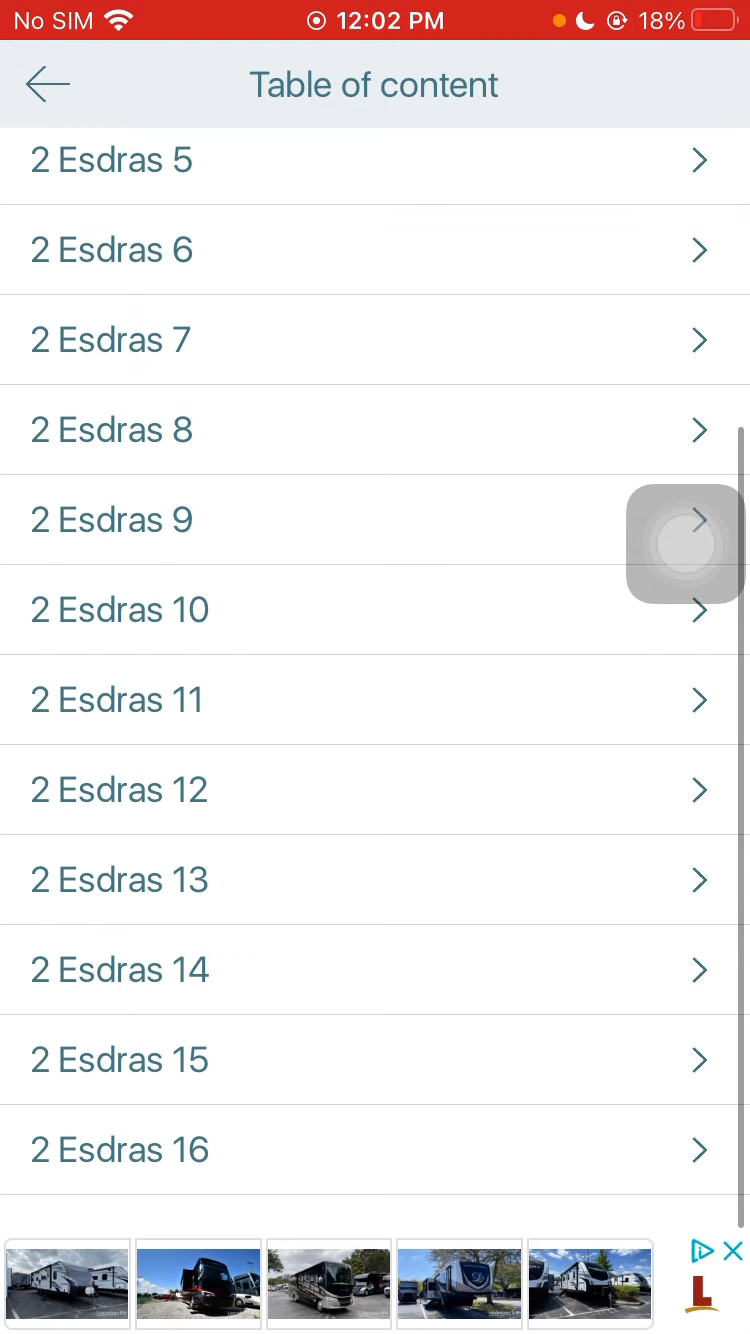 No SIM 12:02 PM 18%
Table of content
2 Esdras 5
2 Esdras 6
2 Esdras 7
2 Esdras 8
2 Esdras 9
2 Esdras 10
2 Esdras 11
2 Esdras 12
2 Esdras 13
2 Esdras 14
2 Esdras 15
2 Esdras 16
L